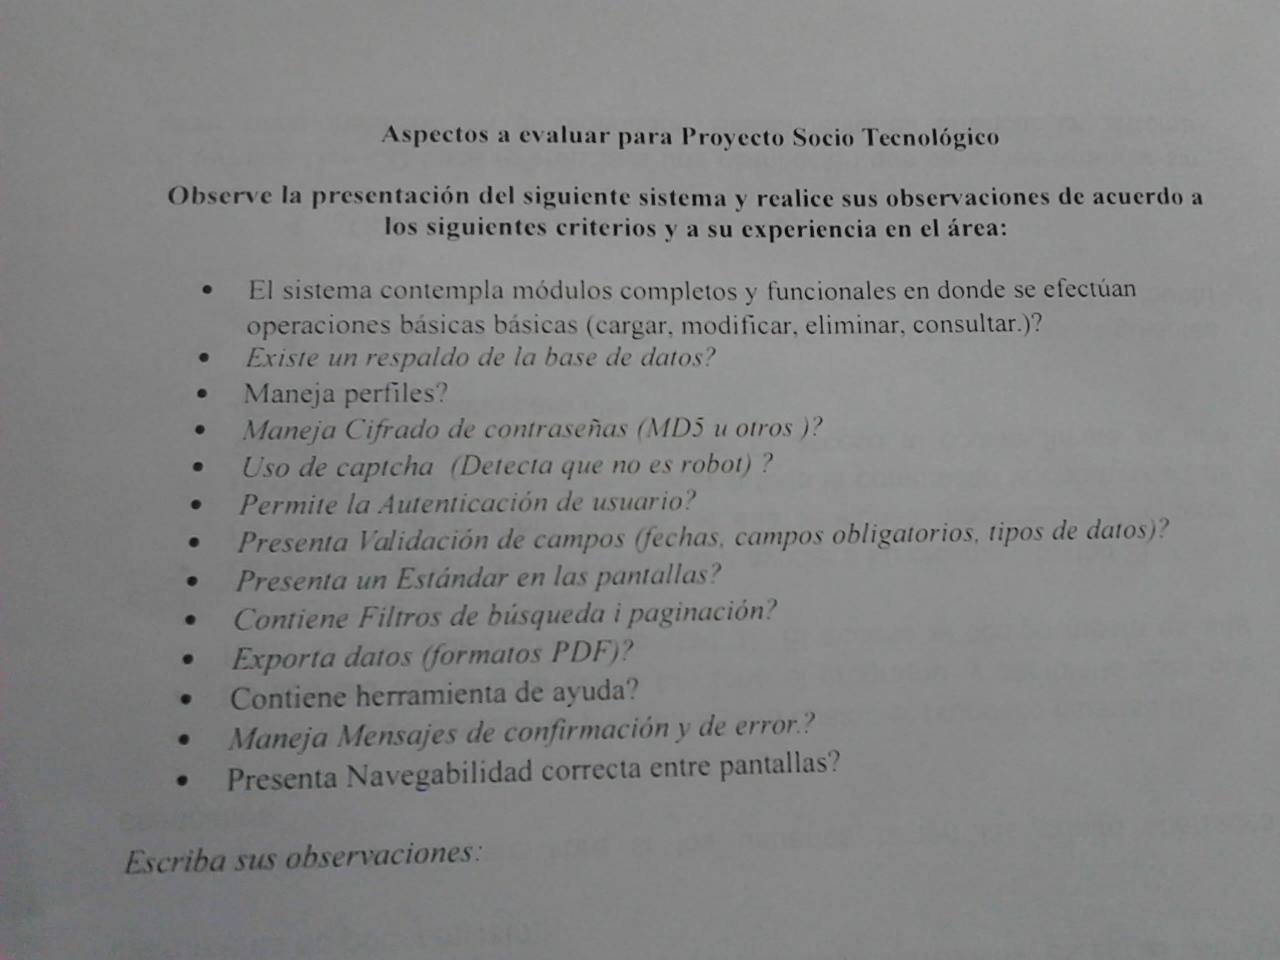 Aspectos a evaluar para Proyecto Socio Tecnológico
Observe la presentación del siguiente sistema y realice sus observaciones de acuerdo a
los siguientes criterios y a su experiencia en el área:
• El sistema contempla módulos completos y funcionales en donde se efectúan
operaciones básicas básicas (cargar, modificar, eliminar, consultar.)?
• Existe un respaldo de la base de datos?
• Maneja perfiles?
• Maneja Cifrado de contraseñas (MD5 u otros )?
• Uso de captcha (Detecta que no es robot) ?
• Permite la Autenticación de usuario?
• Presenta Validación de campos (fechas, campos obligatorios, tipos de datos)?
• Presenta un Estándar en las pantallas?
• Contiene Filtros de búsqueda i paginación?
• Exporta datos (formatos PDF)?
• Contiene herramienta de ayuda?
• Maneja Mensajes de confirmación y de error.?
• Presenta Navegabilidad correcta entre pantallas?
Escriba sus observaciones: